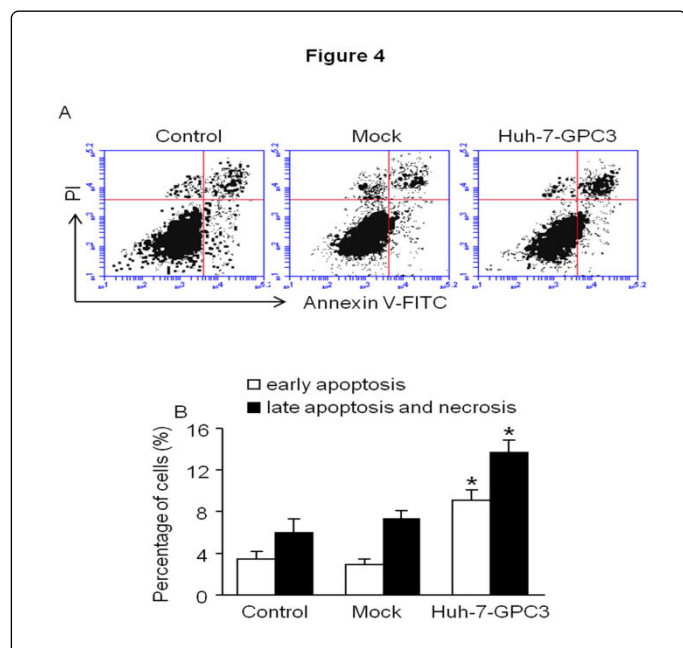 Figure 4
A
Control Mock Huh-7-GPC3
PI
Annexin V-FITC
early apoptosis
B late apoptosis and necrosis
Percentage of cells (%)
16
12
8
4
0
* *
Control Mock Huh-7-GPC3